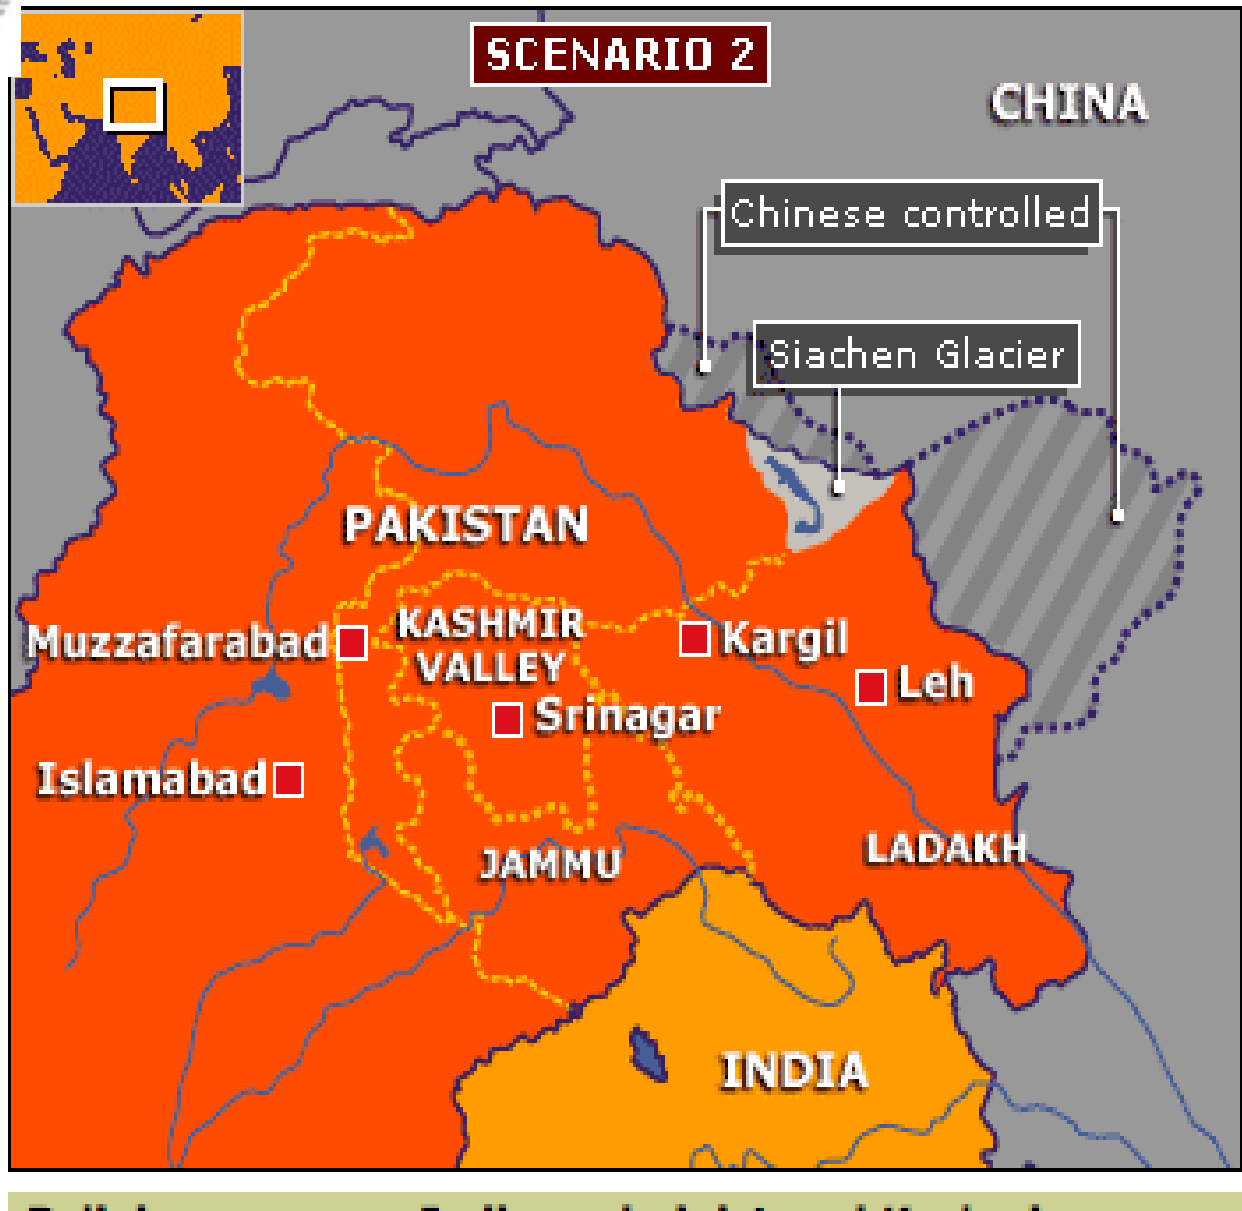 SCENARIO 2
CHINA
Chinese controlled
Siachen Glacier
PAKISTAN
KASHMIR
VALLEY
Muzzafarabad
Kargil
Leh
Srinagar
Islamabad
JAMMU
LADAKH
INDIA